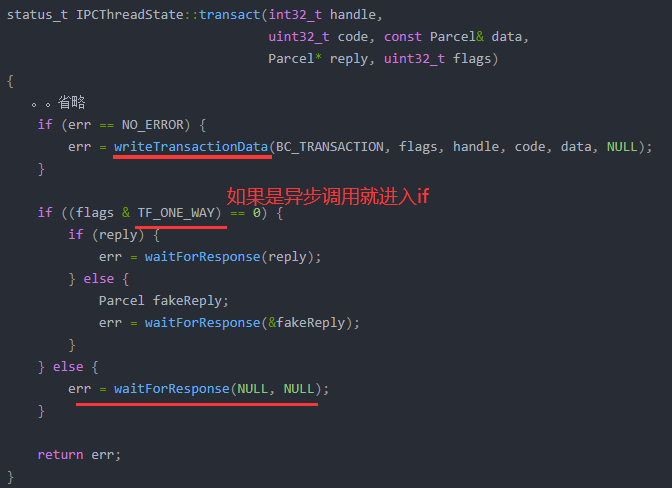 status_t IPCThreadState::transact(int32_t handle,
                                  uint32_t code, const Parcel& data,
                                  Parcel* reply, uint32_t flags)
{
   。。省略
    if (err == NO_ERROR) {
        err = writeTransactionData(BC_TRANSACTION, flags, handle, code, data, NULL);
    }
如果是异步调用就进入if
    if ((flags & TF_ONE_WAY) == 0) {
        if (reply) {
            err = waitForResponse(reply);
        } else {
            Parcel fakeReply;
            err = waitForResponse(&fakeReply);
        }
    } else {
        err = waitForResponse(NULL, NULL);
    }
    return err;
}